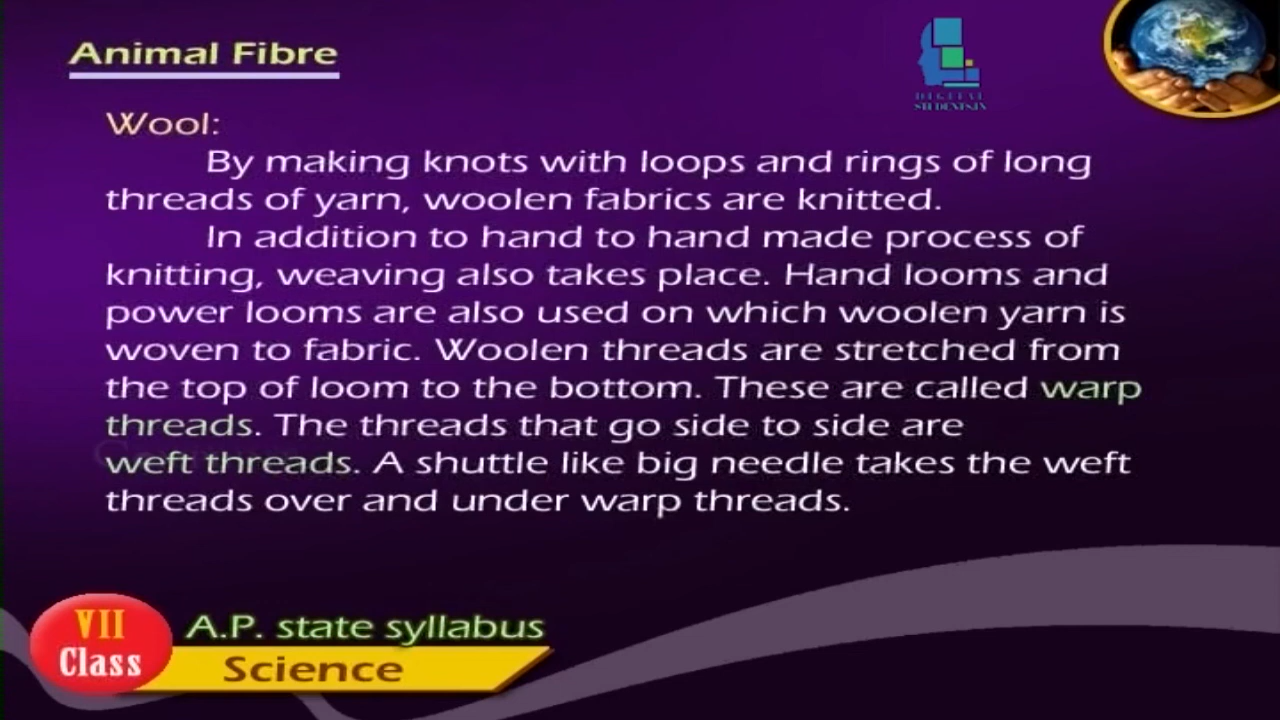 Animal Fibre
DIGITAL
STUDENTS.IN
Wool:
By making knots with loops and rings of long
threads of yarn, woolen fabrics are knitted.
In addition to hand to hand made process of
knitting, weaving also takes place. Hand looms and
power looms are also used on which woolen yarn is
woven to fabric. Woolen threads are stretched from
the top of loom to the bottom. These are called warp
threads. The threads that go side to side are
weft threads. A shuttle like big needle takes the weft
threads over and under warp threads.
VII
Class
A.P. state syllabus
Science